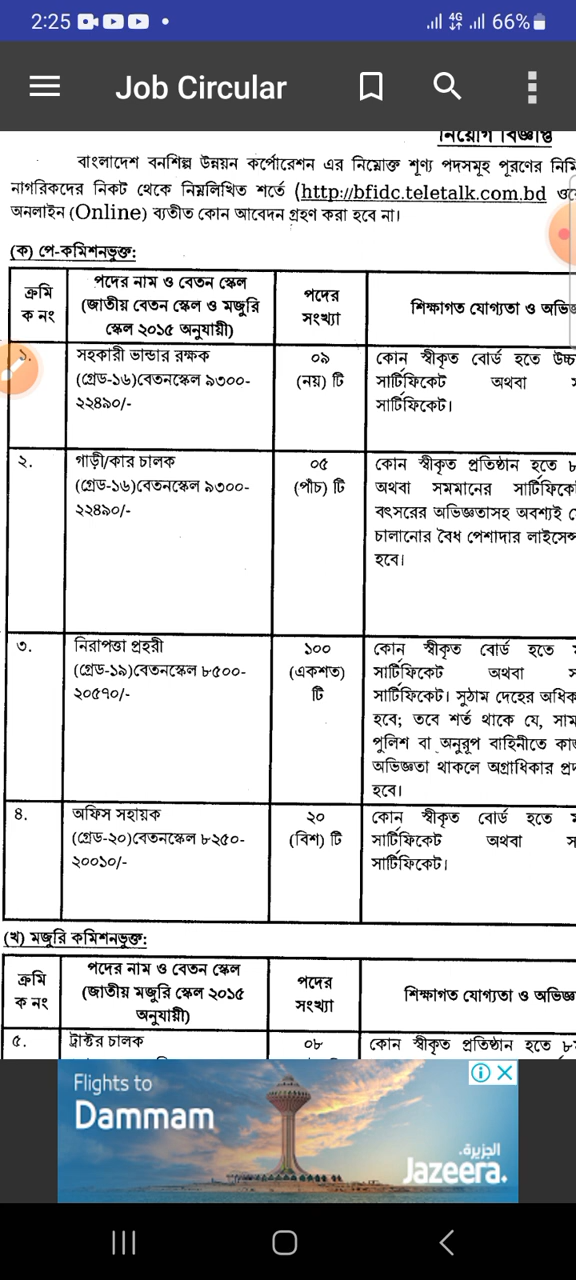 2:25
4G
66%
Job Circular
নিয়োগ বিজ্ঞপ্তি
বাংলাদেশ বনশিল্প উন্নয়ন কর্পোরেশন এর নিম্নোক্ত শূণ্য পদসমূহ পূরণের
নাগরিকদের নিকট থেকে নিম্নলিখিত শর্তে (http://bfidc.teletalk.com.bd
অনলাইন (Online) ব্যতীত কোন আবেদন গ্রহণ করা হবে না।
(ক) পে-কমিশনভুক্ত:
ক্রমি
ক নং
পদের নাম ও বেতন স্কেল
(জাতীয় বেতন স্কেল ও মজুরি
স্কেল ২০১৫ অনুযায়ী)
পদের
সংখ্যা
শিক্ষাগত যোগ্যতা ও
১.
সহকারী ভান্ডার রক্ষক
(গ্রেড-১৬)বেতনস্কেল ৯৩০০-
২২৪৯০/-
০৯
(নয়) টি
কোন স্বীকৃত বোর্ড হতে
সার্টিফিকেট অথবা
সার্টিফিকেট।
২.
গাড়ী/কার চালক
(গ্রেড-১৬)বেতনস্কেল ৯৩০০-
২২৪৯০/-
০৫
(পাঁচ) টি
কোন স্বীকৃত প্রতিষ্ঠান হতে
অথবা সমমানের
বৎসরের অভিজ্ঞতাসহ অবশ্যই
চালানোর বৈধ পেশাদার
হবে।
৩.
নিরাপত্তা প্রহরী
(গ্রেড-১৯)বেতনস্কেল ৮৫০০-
২০৫৭০/-
১০০
(একশত)
টি
কোন স্বীকৃত বোর্ড হতে
সার্টিফিকেট অথবা
সার্টিফিকেট। সুঠাম দেহের
হবে; তবে শর্ত থাকে যে,
পুলিশ বা অনুরূপ বাহিনীতে
অভিজ্ঞতা থাকলে অগ্রাধিকার
হবে।
৪.
অফিস সহায়ক
(গ্রেড-২০)বেতনস্কেল ৮২৫০-
২০০১০/-
২০
(বিশ) টি
কোন স্বীকৃত বোর্ড হতে
সার্টিফিকেট অথবা
সার্টিফিকেট।
(খ) মজুরি কমিশনভুক্ত:
ক্রমি
ক নং
পদের নাম ও বেতন স্কেল
(জাতীয় মজুরি স্কেল ২০১৫
অনুযায়ী)
পদের
সংখ্যা
শিক্ষাগত যোগ্যতা ও
৫.
ট্রাক্টর চালক
০৮
কোন স্বীকৃত প্রতিষ্ঠান হতে
Flights to
Dammam
الجزيرة.
Jazeera.